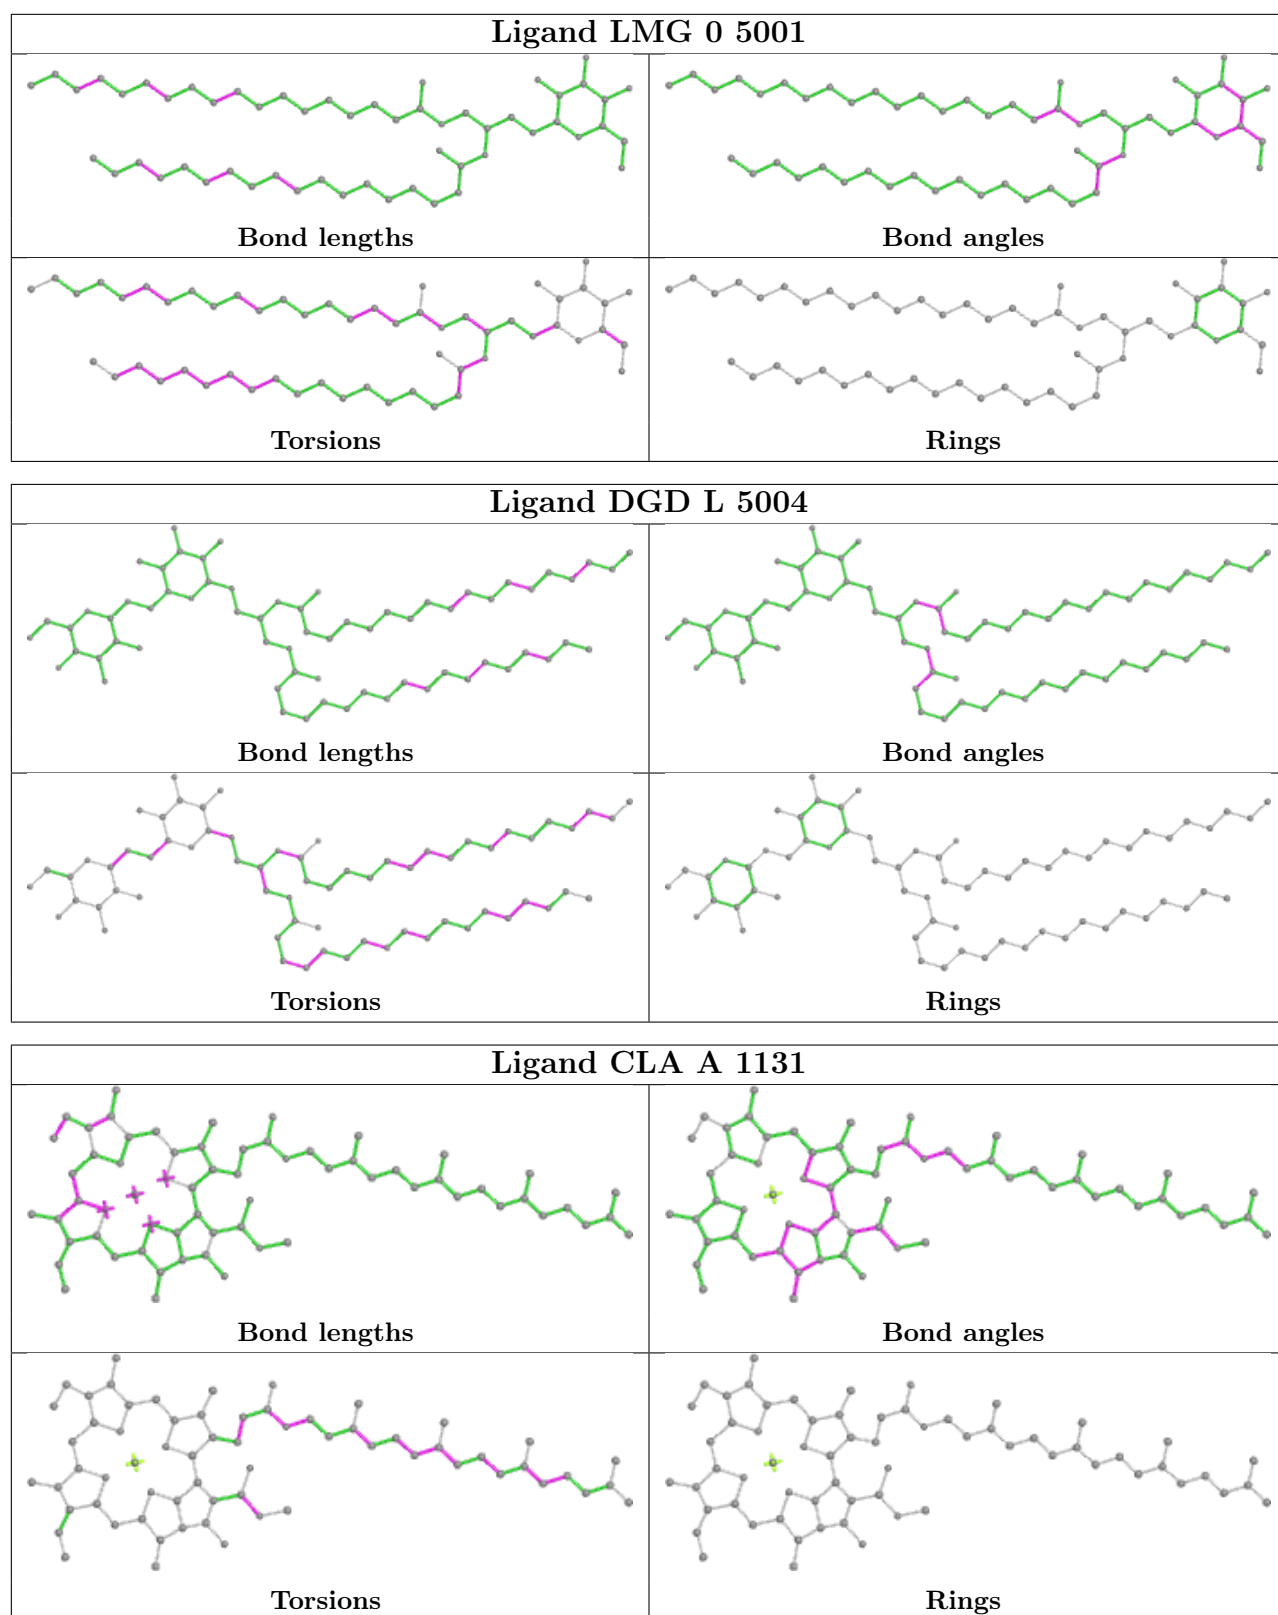 Ligand LMG 0 5001
Bond lengths
Bond angles
Torsions
Rings
Ligand DGD L 5004
Bond lengths
Bond angles
Torsions
Rings
Ligand CLA A 1131
Bond lengths
Bond angles
Torsions
Rings